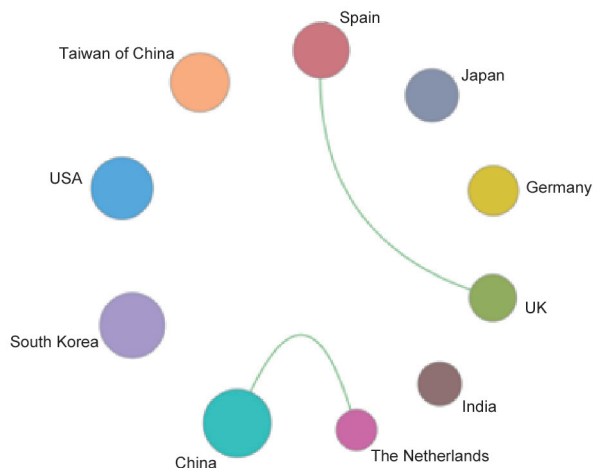 Spain
Taiwan of China
Japan
USA
Germany
UK
South Korea
India
The Netherlands
China